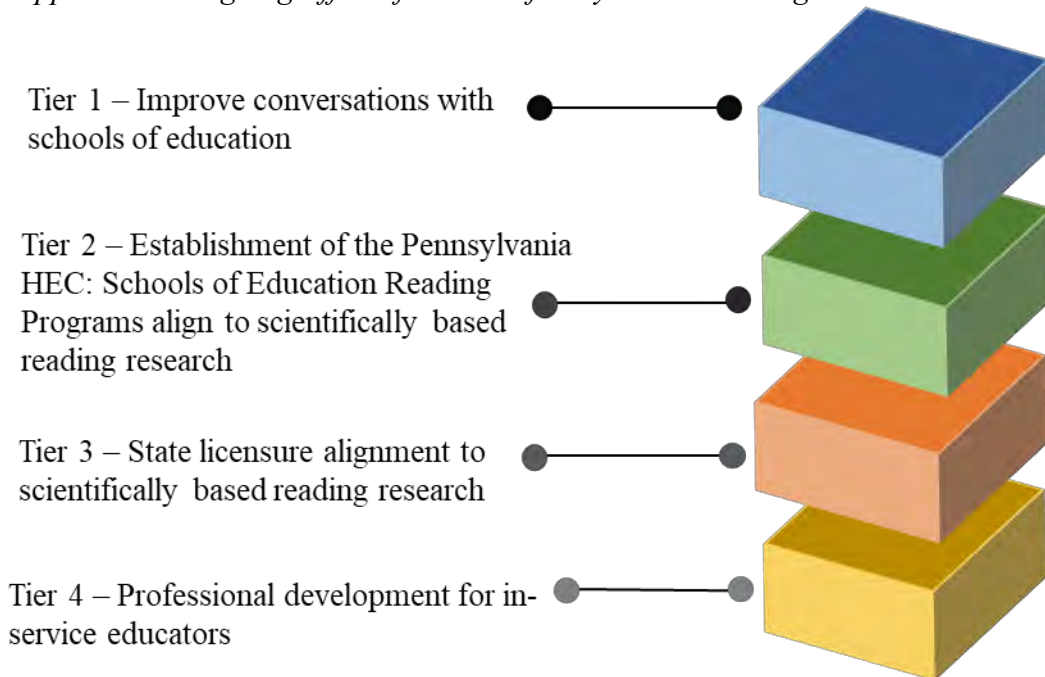 Tier 1 – Improve conversations with
schools of education
Tier 2 – Establishment of the Pennsylvania
HEC: Schools of Education Reading
Programs align to scientifically based
reading research
Tier 3 – State licensure alignment to
scientifically based reading research
Tier 4 – Professional development for in-
service educators